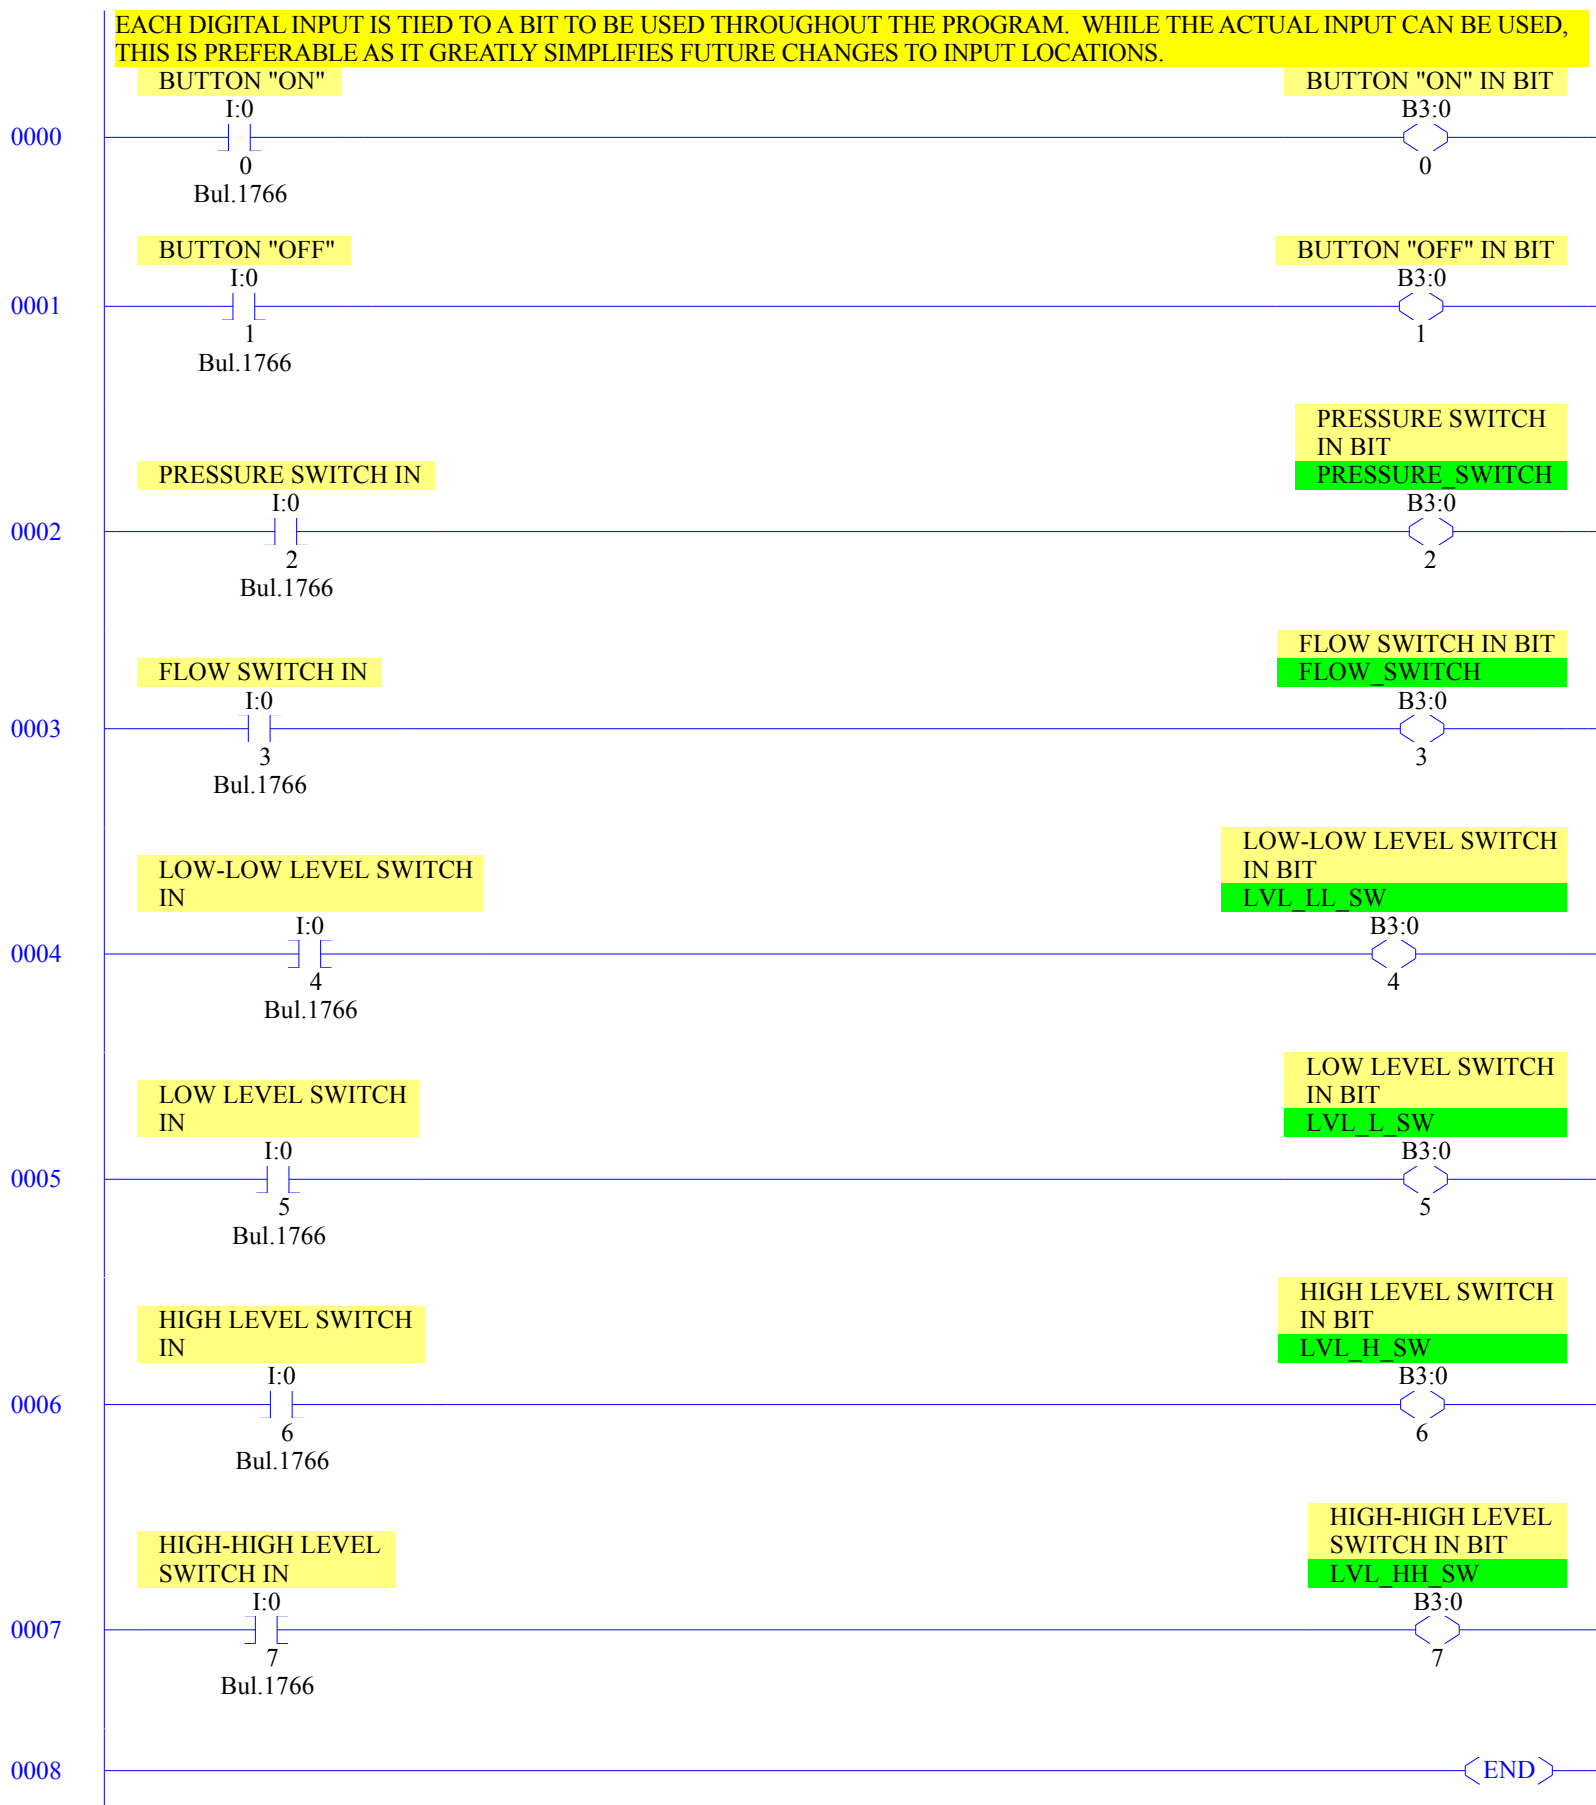 EACH DIGITAL INPUT IS TIED TO A BIT TO BE USED THROUGHOUT THE PROGRAM.  WHILE THE ACTUAL INPUT CAN BE USED,
THIS IS PREFERABLE AS IT GREATLY SIMPLIFIES FUTURE CHANGES TO INPUT LOCATIONS.
BUTTON "ON"
I:0
0
Bul.1766
BUTTON "ON" IN BIT
B3:0
0
0000
BUTTON "OFF"
I:0
1
Bul.1766
BUTTON "OFF" IN BIT
B3:0
1
0001
PRESSURE SWITCH IN
I:0
2
Bul.1766
PRESSURE SWITCH
IN BIT
PRESSURE_SWITCH
B3:0
2
0002
FLOW SWITCH IN
I:0
3
Bul.1766
FLOW SWITCH IN BIT
FLOW_SWITCH
B3:0
3
0003
LOW-LOW LEVEL SWITCH
IN
I:0
4
Bul.1766
LOW-LOW LEVEL SWITCH
IN BIT
LVL_LL_SW
B3:0
4
0004
LOW LEVEL SWITCH
IN
I:0
5
Bul.1766
LOW LEVEL SWITCH
IN BIT
LVL_L_SW
B3:0
5
0005
HIGH LEVEL SWITCH
IN
I:0
6
Bul.1766
HIGH LEVEL SWITCH
IN BIT
LVL_H_SW
B3:0
6
0006
HIGH-HIGH LEVEL
SWITCH IN
I:0
7
Bul.1766
HIGH-HIGH LEVEL
SWITCH IN BIT
LVL_HH_SW
B3:0
7
0007
0008
END